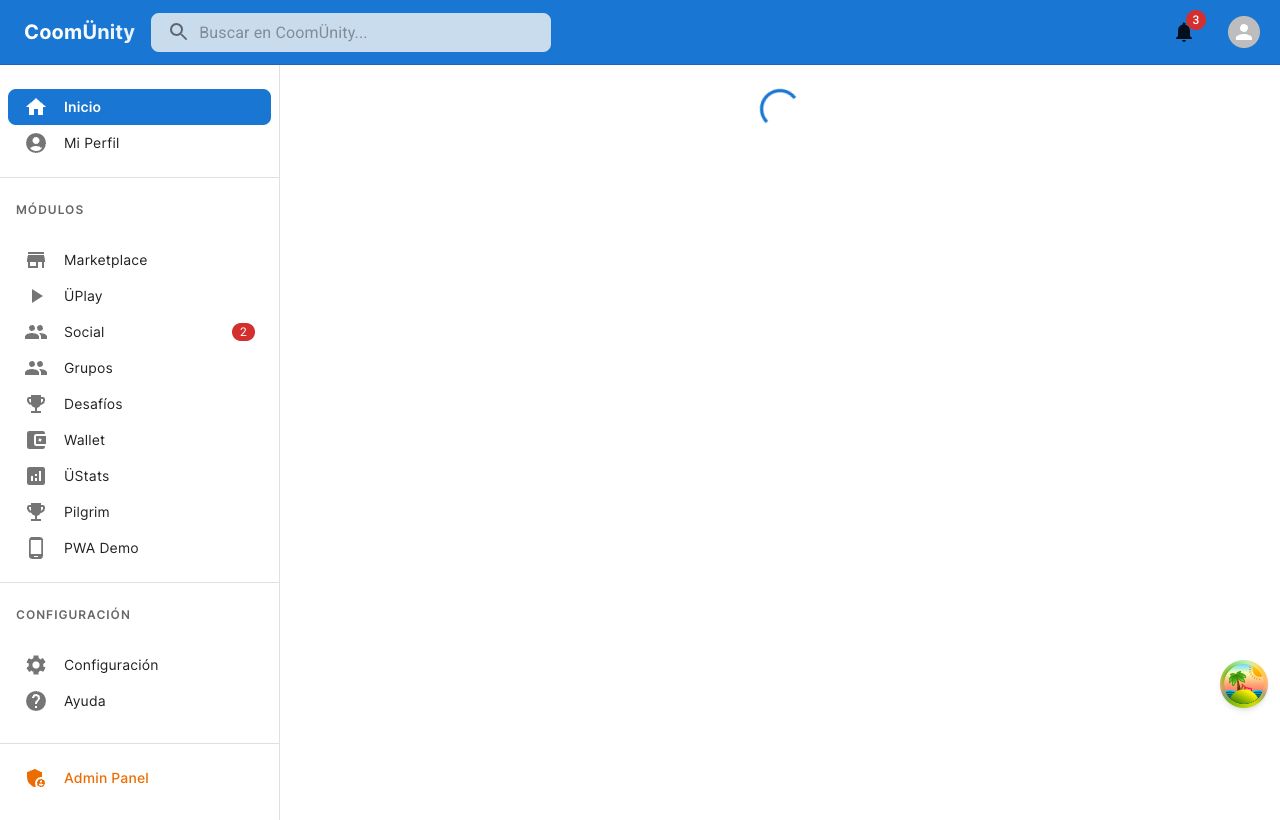 CoomÜnity
Buscar en CoomÜnity...
3
Inicio
Mi Perfil
MÓDULOS
Marketplace
ÜPlay
Social
2
Grupos
Desafíos
Wallet
ÜStats
Pilgrim
PWA Demo
CONFIGURACIÓN
Configuración
Ayuda
Admin Panel